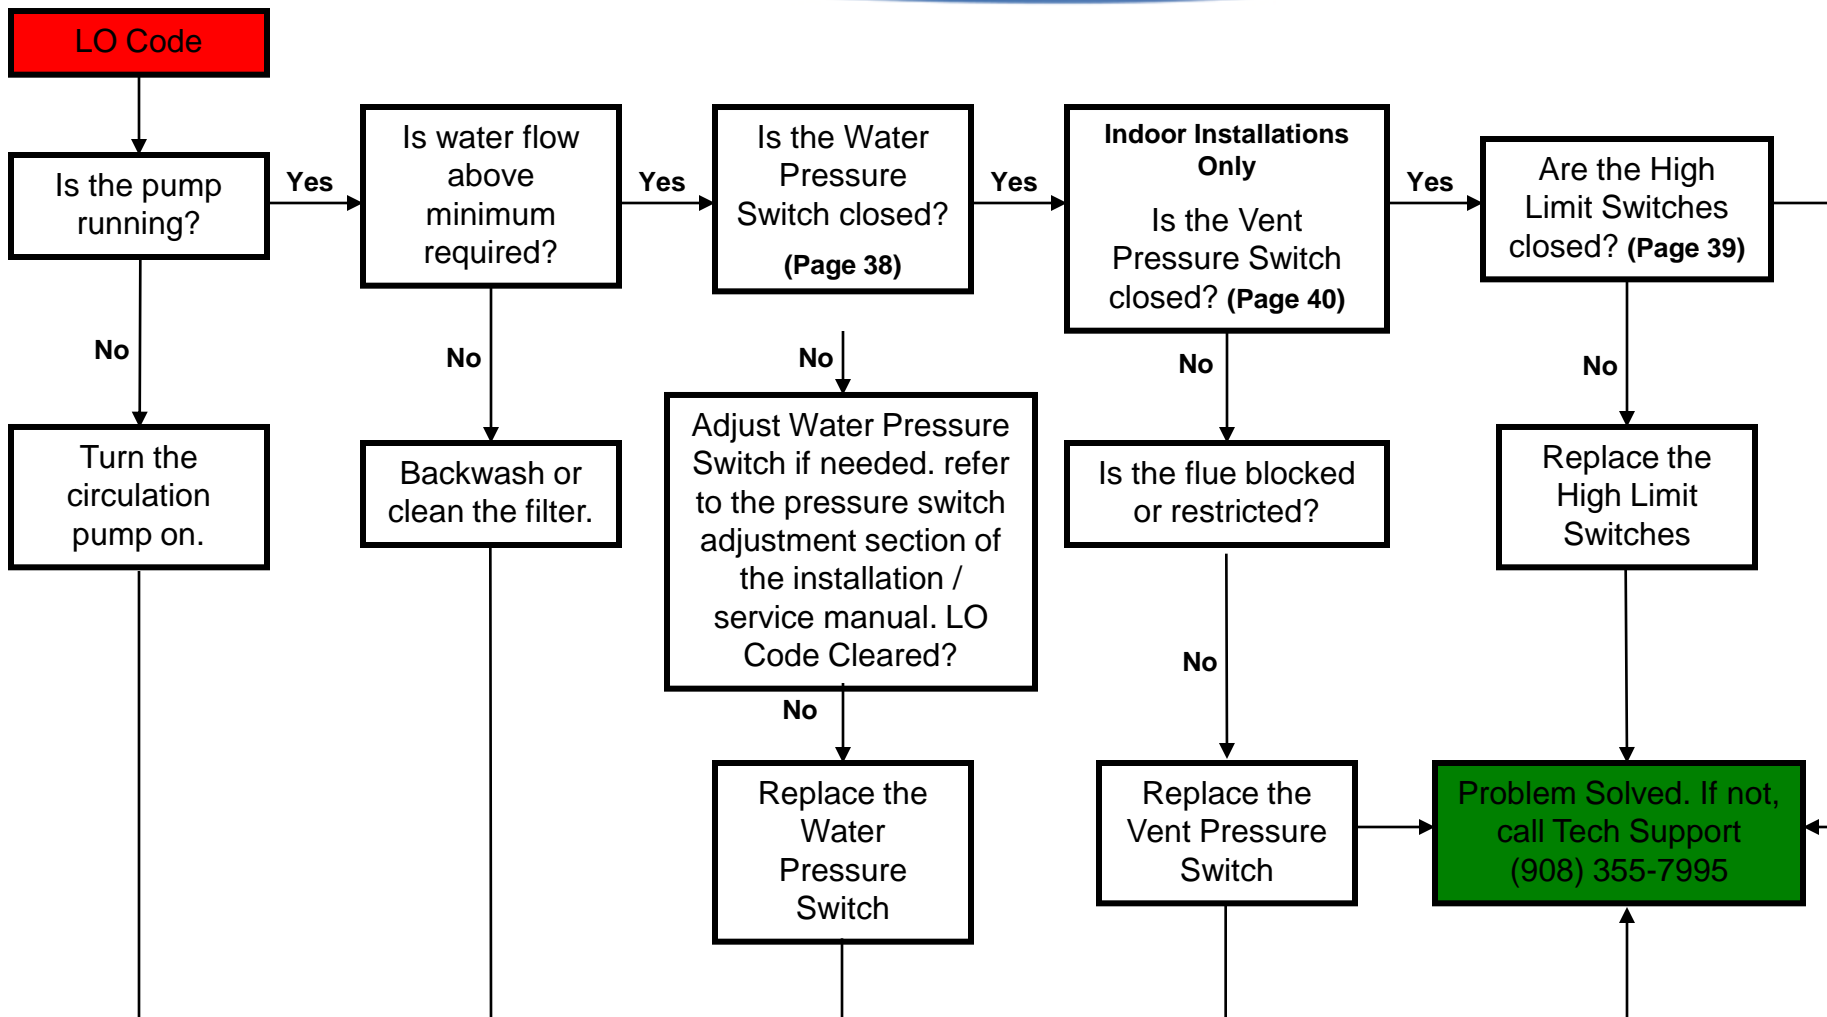 LO Code
Is the pump
running?
Yes
Is water flow
above
minimum
required?
Yes
Is the Water
Pressure
Switch closed?
(Page 38)
Yes
Indoor Installations
Only
Is the Vent
Pressure Switch
closed? (Page 40)
Yes
Are the High
Limit Switches
closed? (Page 39)
No
No
No
No
No
Turn the
circulation
pump on.
Backwash or
clean the filter.
Adjust Water Pressure
Switch if needed. refer
to the pressure switch
adjustment section of
the installation /
service manual. LO
Code Cleared?
Is the flue blocked
or restricted?
Replace the
High Limit
Switches
No
No
Replace the
Water
Pressure
Switch
Replace the
Vent Pressure
Switch
Problem Solved. If not,
call Tech Support
(908) 355-7995